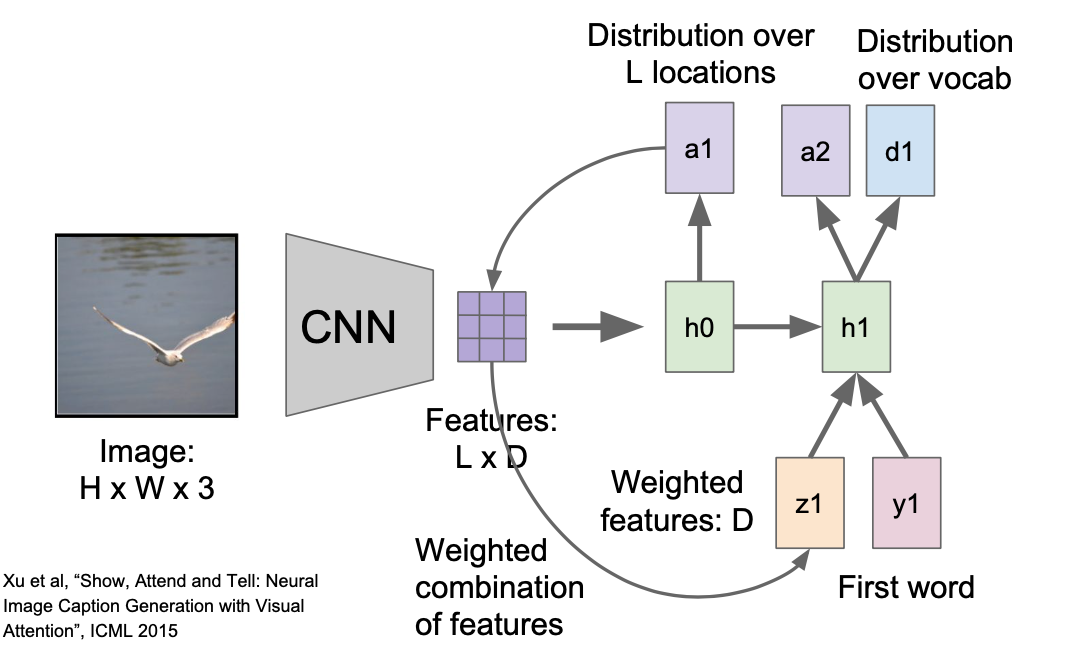 Distribution over
L locations
Distribution
over vocab
a1
a2
d1
CNN
h0
h1
Features:
L x D
Image:
H x W x 3
Weighted
features: D
z1
y1
Weighted
combination
of features
First word
Xu et al, “Show, Attend and Tell: Neural
Image Caption Generation with Visual
Attention”, ICML 2015